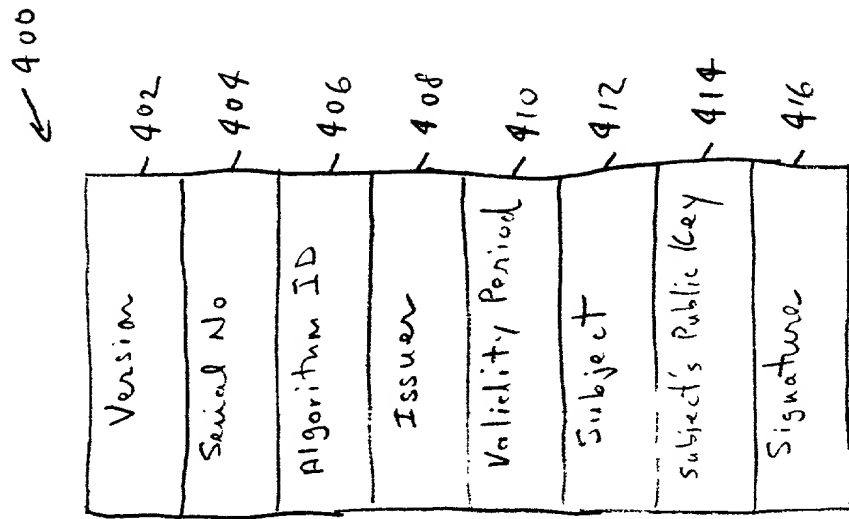 400
Version 402
Serial No 404
Algorithm ID 406
Issuer 408
Validity Period 410
Subject 412
Subject's Public Key 414
Signature 416